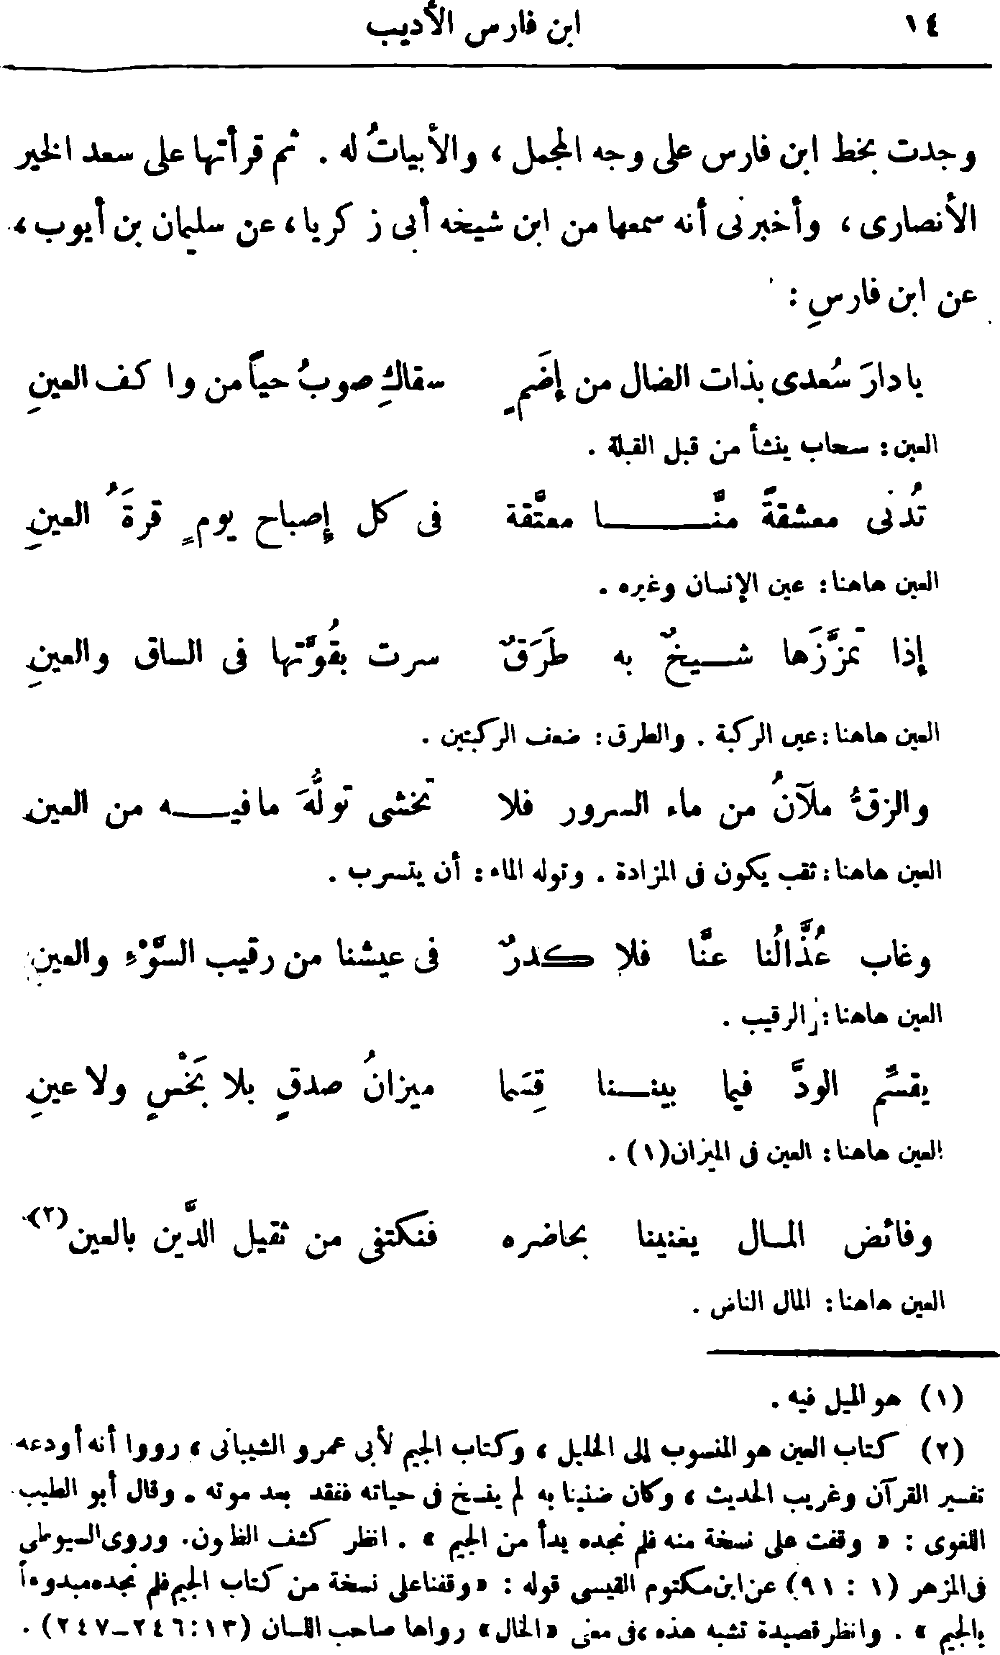 ١٤ ابن فارس الأديب
وجدت بخط ابن فارس على وجه المجمل ، والأبياتُ له . ثم قرأتها على سعد الخير
الأنصارى ، وأخبرنى أنه سمعها من ابن شيخه أبى زكريا ، عن سليمان بن أيوب ،
عن ابن فارسِ :
يا دارَ سُعدى بذات الضال من إضَمٍ سقاكِ صوبُ حياً من واكف العينِ
العين : سحاب ينشأ من قبل القبلة .
تُدنى معشقةً منَّا معتَّقة فى كل إصباح يومٍ قرةَُ العينِ
العين هاهنا : عين الإنسان وغيره .
إذا تمزَّزَها شيخٌ به طَرَقٌ سرت بقُوَّتها فى الساق والعينِ
العين هاهنا : عين الركبة . والطرق : ضعف الركبتين .
والزقُّ ملآنُ من ماء السرور فلا تخشى تولُّهَ ما فيه من العينِ
العين هاهنا : ثقب يكون فى المزادة . وتوله الماء : أن يتسرب .
وغاب عُذَّالُنا عنَّا فلا كدرٌ فى عيشنا من رقيب السَّوْءِ والعينِ
العين هاهنا : الرقيب .
يقسِّم الودَّ فيما بيننا قِسَما ميزانُ صدقٍ بلا بَخْسٍ ولا عينِ
العين هاهنا : العين فى الميزان(١) .
وفائض المال يغنينا بحاضره فنكتفى من ثقيل الدَّين بالعين(٢)
العين هاهنا : المال الناض .
(١) هو الميل فيه .
(٢) كتاب العين هو المنسوب إلى الخليل ، وكتاب الجيم لأبى عمرو الشيبانى ، رووا أنه أودعه
تفسير القرآن وغريب الحديث ، وكان ضنينا به لم ينسخ فى حياته ففقد بعد موته . وقال أبو الطيب
اللغوى : « وقفت على نسخة منه فلم نجده يدأ من الجيم » . انظر كشف الظنون. وروى السيوطى
فى المزهر (١ : ٩١) عن ابن مكتوم القيسى قوله : « وقفنا على نسخة من كتاب الجيم فلم نجده مبدوءاً
بالجيم » . وانظر قصيدة تشبه هذه ، فى معنى «الخال» رواها صاحب اللسان (١٣ : ٢٤٦-٢٤٧) .